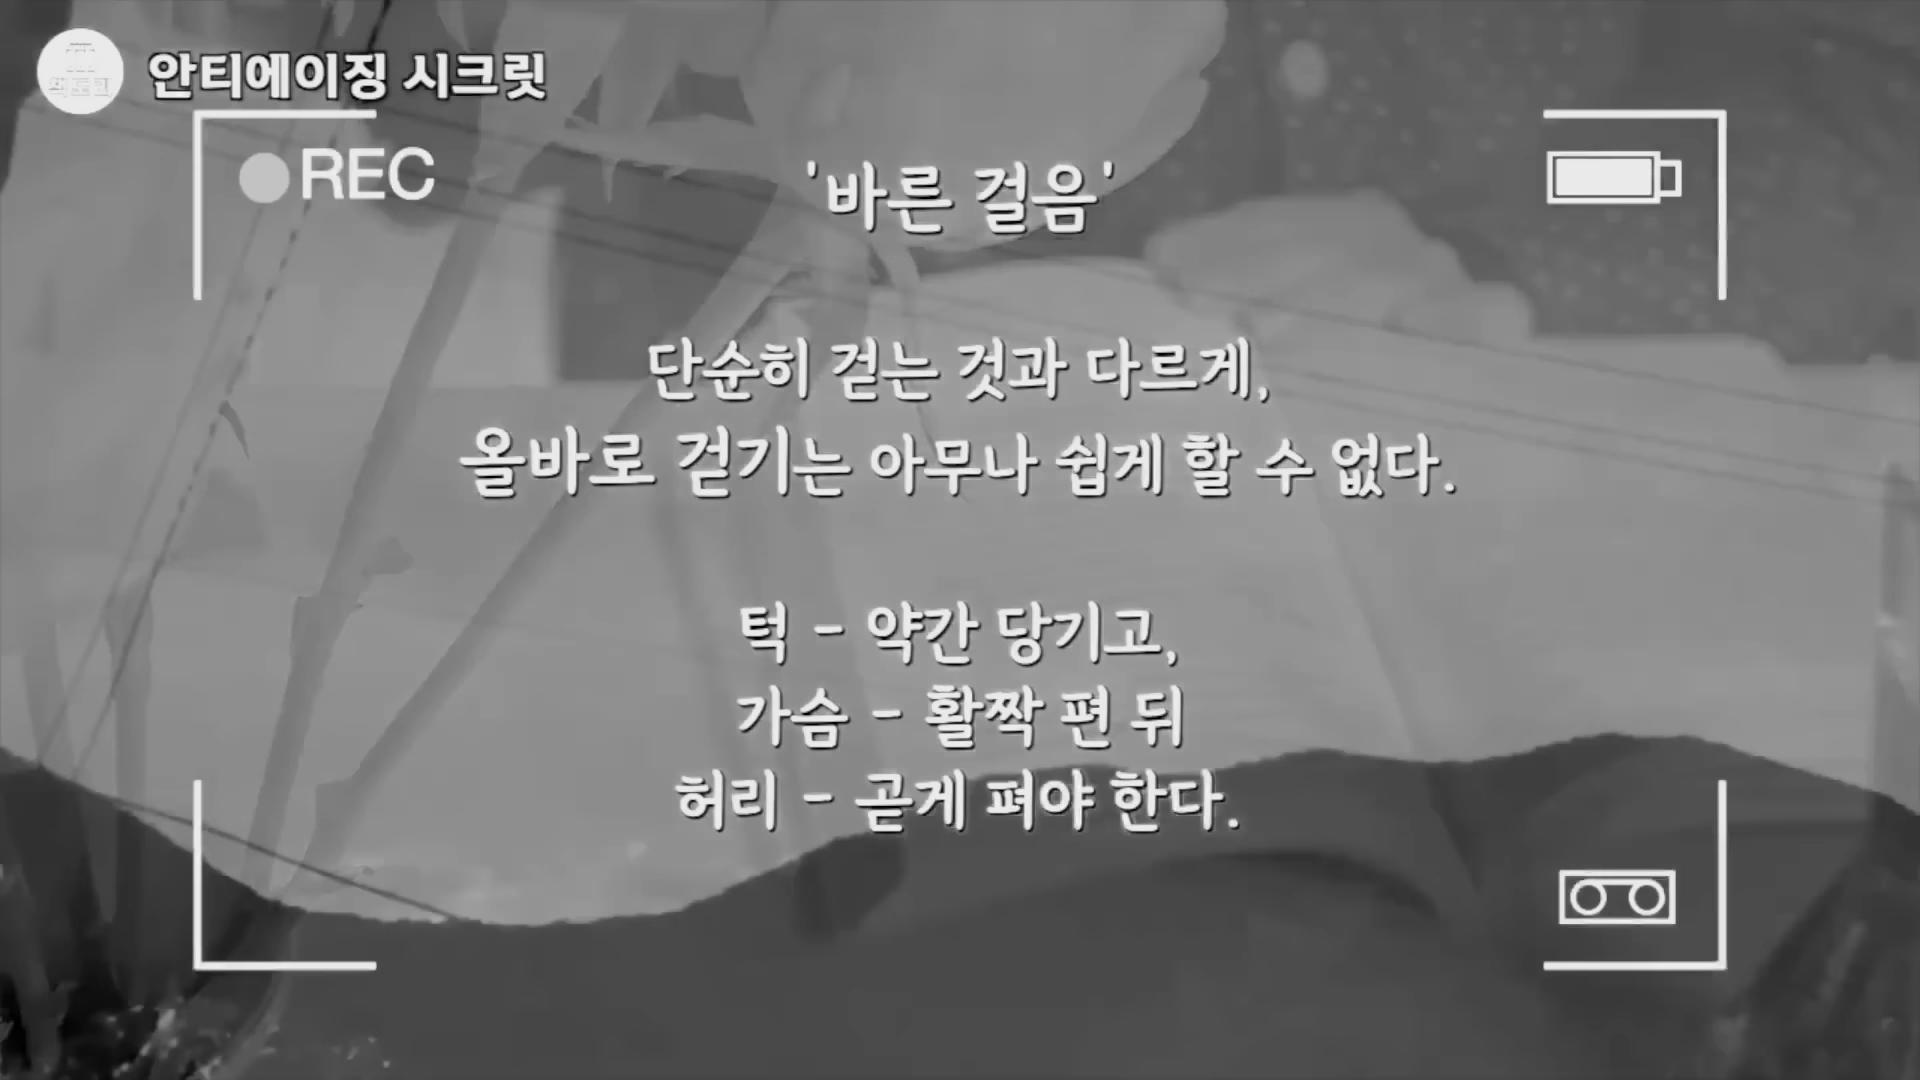 안티에이징 시크릿
REC
'바른 걸음'
단순히 걷는 것과 다르게,
올바로 걷기는 아무나 쉽게 할 수 없다.
턱 - 약간 당기고,
가슴 - 활짝 편 뒤
허리 - 곧게 펴야 한다.